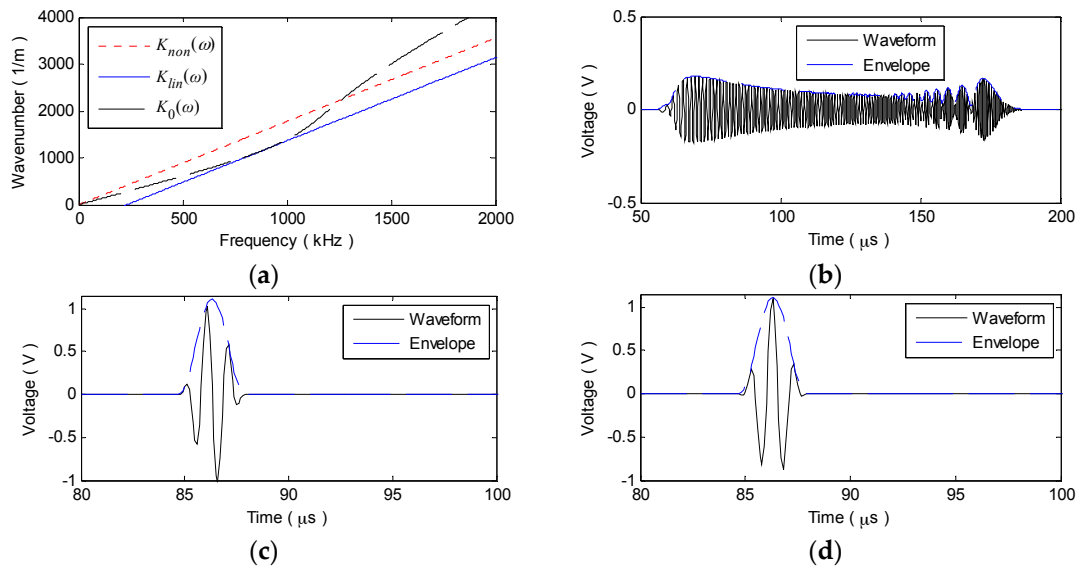 4000
3000
2000
1000
0
Wavenumber ( 1/m )
K_non(ω)
K_lin(ω)
K_0(ω)
0 500 1000 1500 2000
Frequency ( kHz )
(a)
0.5
0
-0.5
Voltage ( V )
Waveform
Envelope
50 100 150 200
Time ( μs )
(b)
1
0.5
0
-0.5
-1
Voltage ( V )
Waveform
Envelope
80 85 90 95 100
Time ( μs )
(c)
1
0.5
0
-0.5
-1
Voltage ( V )
Waveform
Envelope
80 85 90 95 100
Time ( μs )
(d)